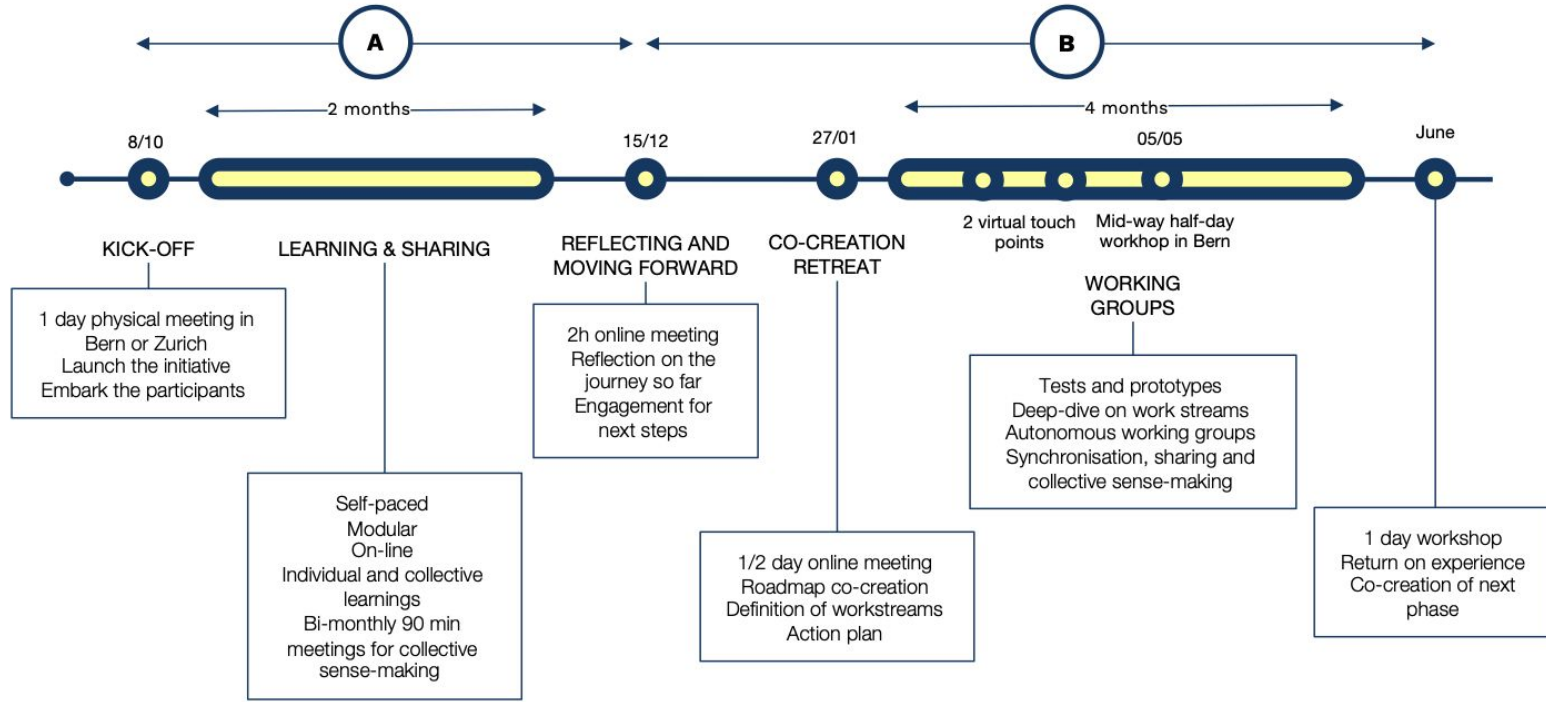 A
B
2 months
4 months
8/10
15/12
27/01
05/05
June
2 virtual touch
points
Mid-way half-day
workhop in Bern
KICK-OFF
1 day physical meeting in
Bern or Zurich
Launch the initiative
Embark the participants
LEARNING & SHARING
Self-paced
Modular
On-line
Individual and collective
learnings
Bi-monthly 90 min
meetings for collective
sense-making
REFLECTING AND
MOVING FORWARD
2h online meeting
Reflection on the
journey so far
Engagement for
next steps
CO-CREATION
RETREAT
1/2 day online meeting
Roadmap co-creation
Definition of workstreams
Action plan
WORKING
GROUPS
Tests and prototypes
Deep-dive on work streams
Autonomous working groups
Synchronisation, sharing and
collective sense-making
1 day workshop
Return on experience
Co-creation of next
phase